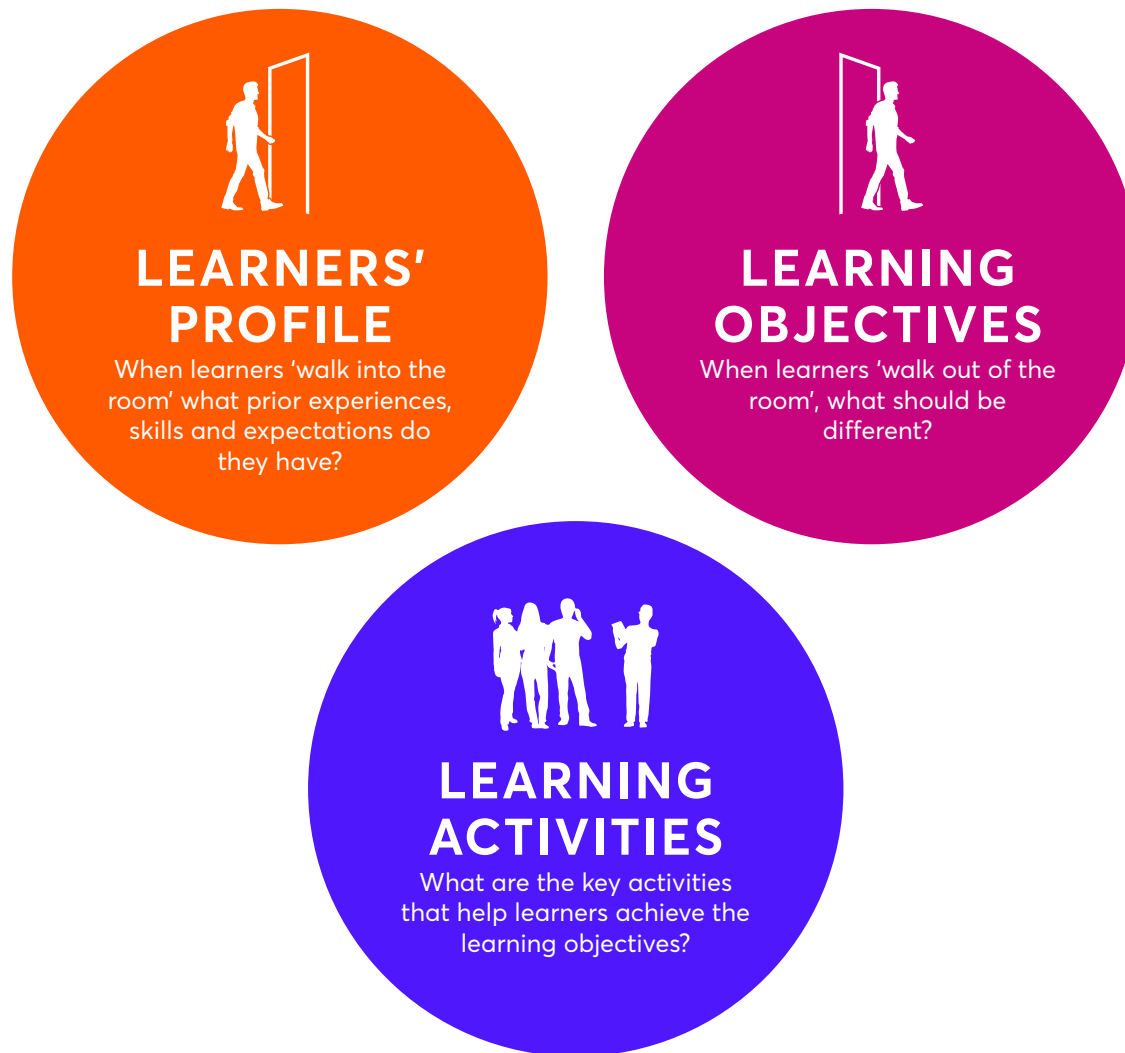 LEARNERS’
PROFILE
When learners ‘walk into the
room’ what prior experiences,
skills and expectations do
they have?
LEARNING
OBJECTIVES
When learners ‘walk out of the
room’, what should be
different?
LEARNING
ACTIVITIES
What are the key activities
that help learners achieve the
learning objectives?